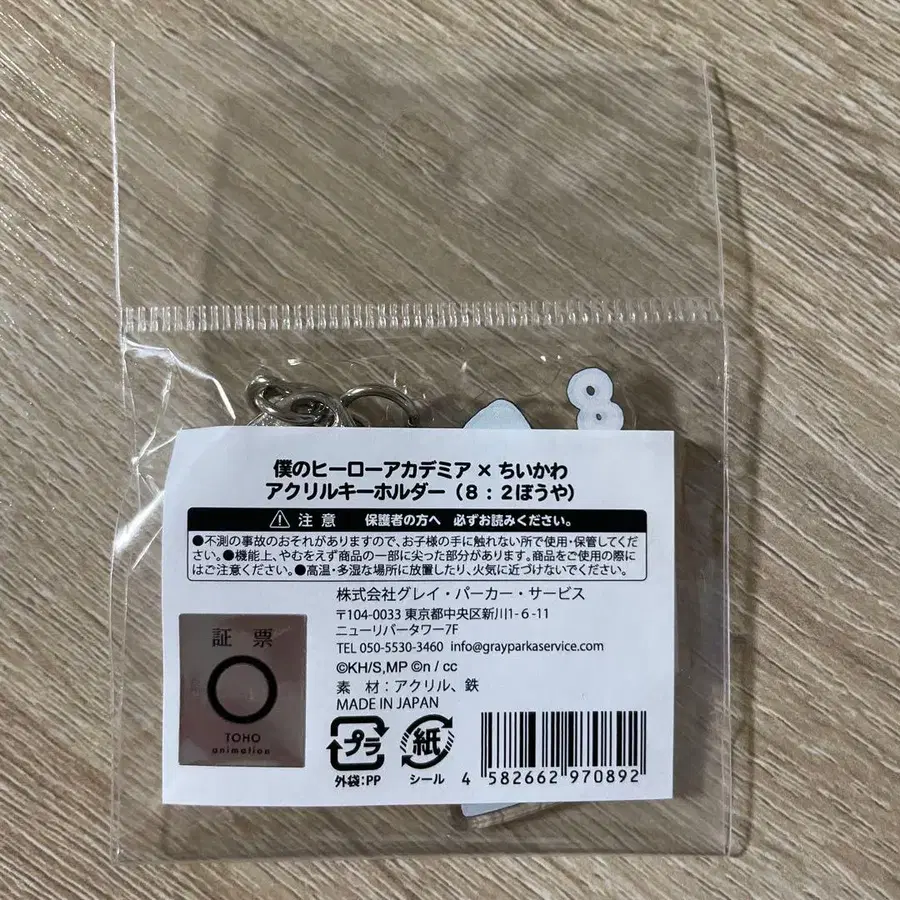 僕のヒーローアカデミア × ちいかわ
アクリルキーホルダー（8：2ぼうや）
注 意 保護者の方へ 必ずお読みください。
●不測の事故のおそれがありますので、お子様の手に触れない所で使用・保管してくだ
さい。●機能上、やむをえず商品の一部に尖った部分があります。商品をご使用の際に
はご注意ください。●高温・多湿な場所に放置したり、火気に近づけないでください。
株式会社グレイ・パーカー・サービス
〒104-0033 東京都中央区新川1-6-11
ニューリバータワー7F
TEL 050-5530-3460 info@grayparkaservice.com
©KH/S,MP ©n / cc
素 材：アクリル、鉄
MADE IN JAPAN
証 票
TOHO
animation
プラ
外袋：PP
紙
シール
4 582662 970892
8